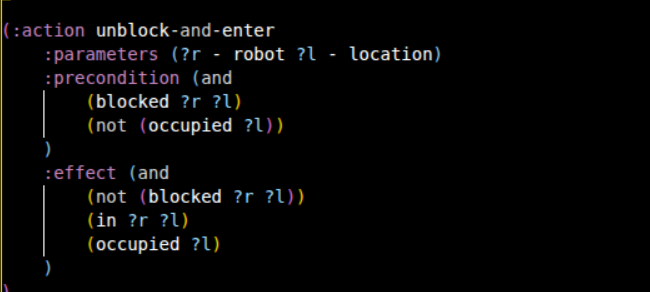 (:action unblock-and-enter
    :parameters (?r - robot ?l - location)
    :precondition (and
        (blocked ?r ?l)
        (not (occupied ?l))
    )
    :effect (and
        (not (blocked ?r ?l))
        (in ?r ?l)
        (occupied ?l)
    )
)